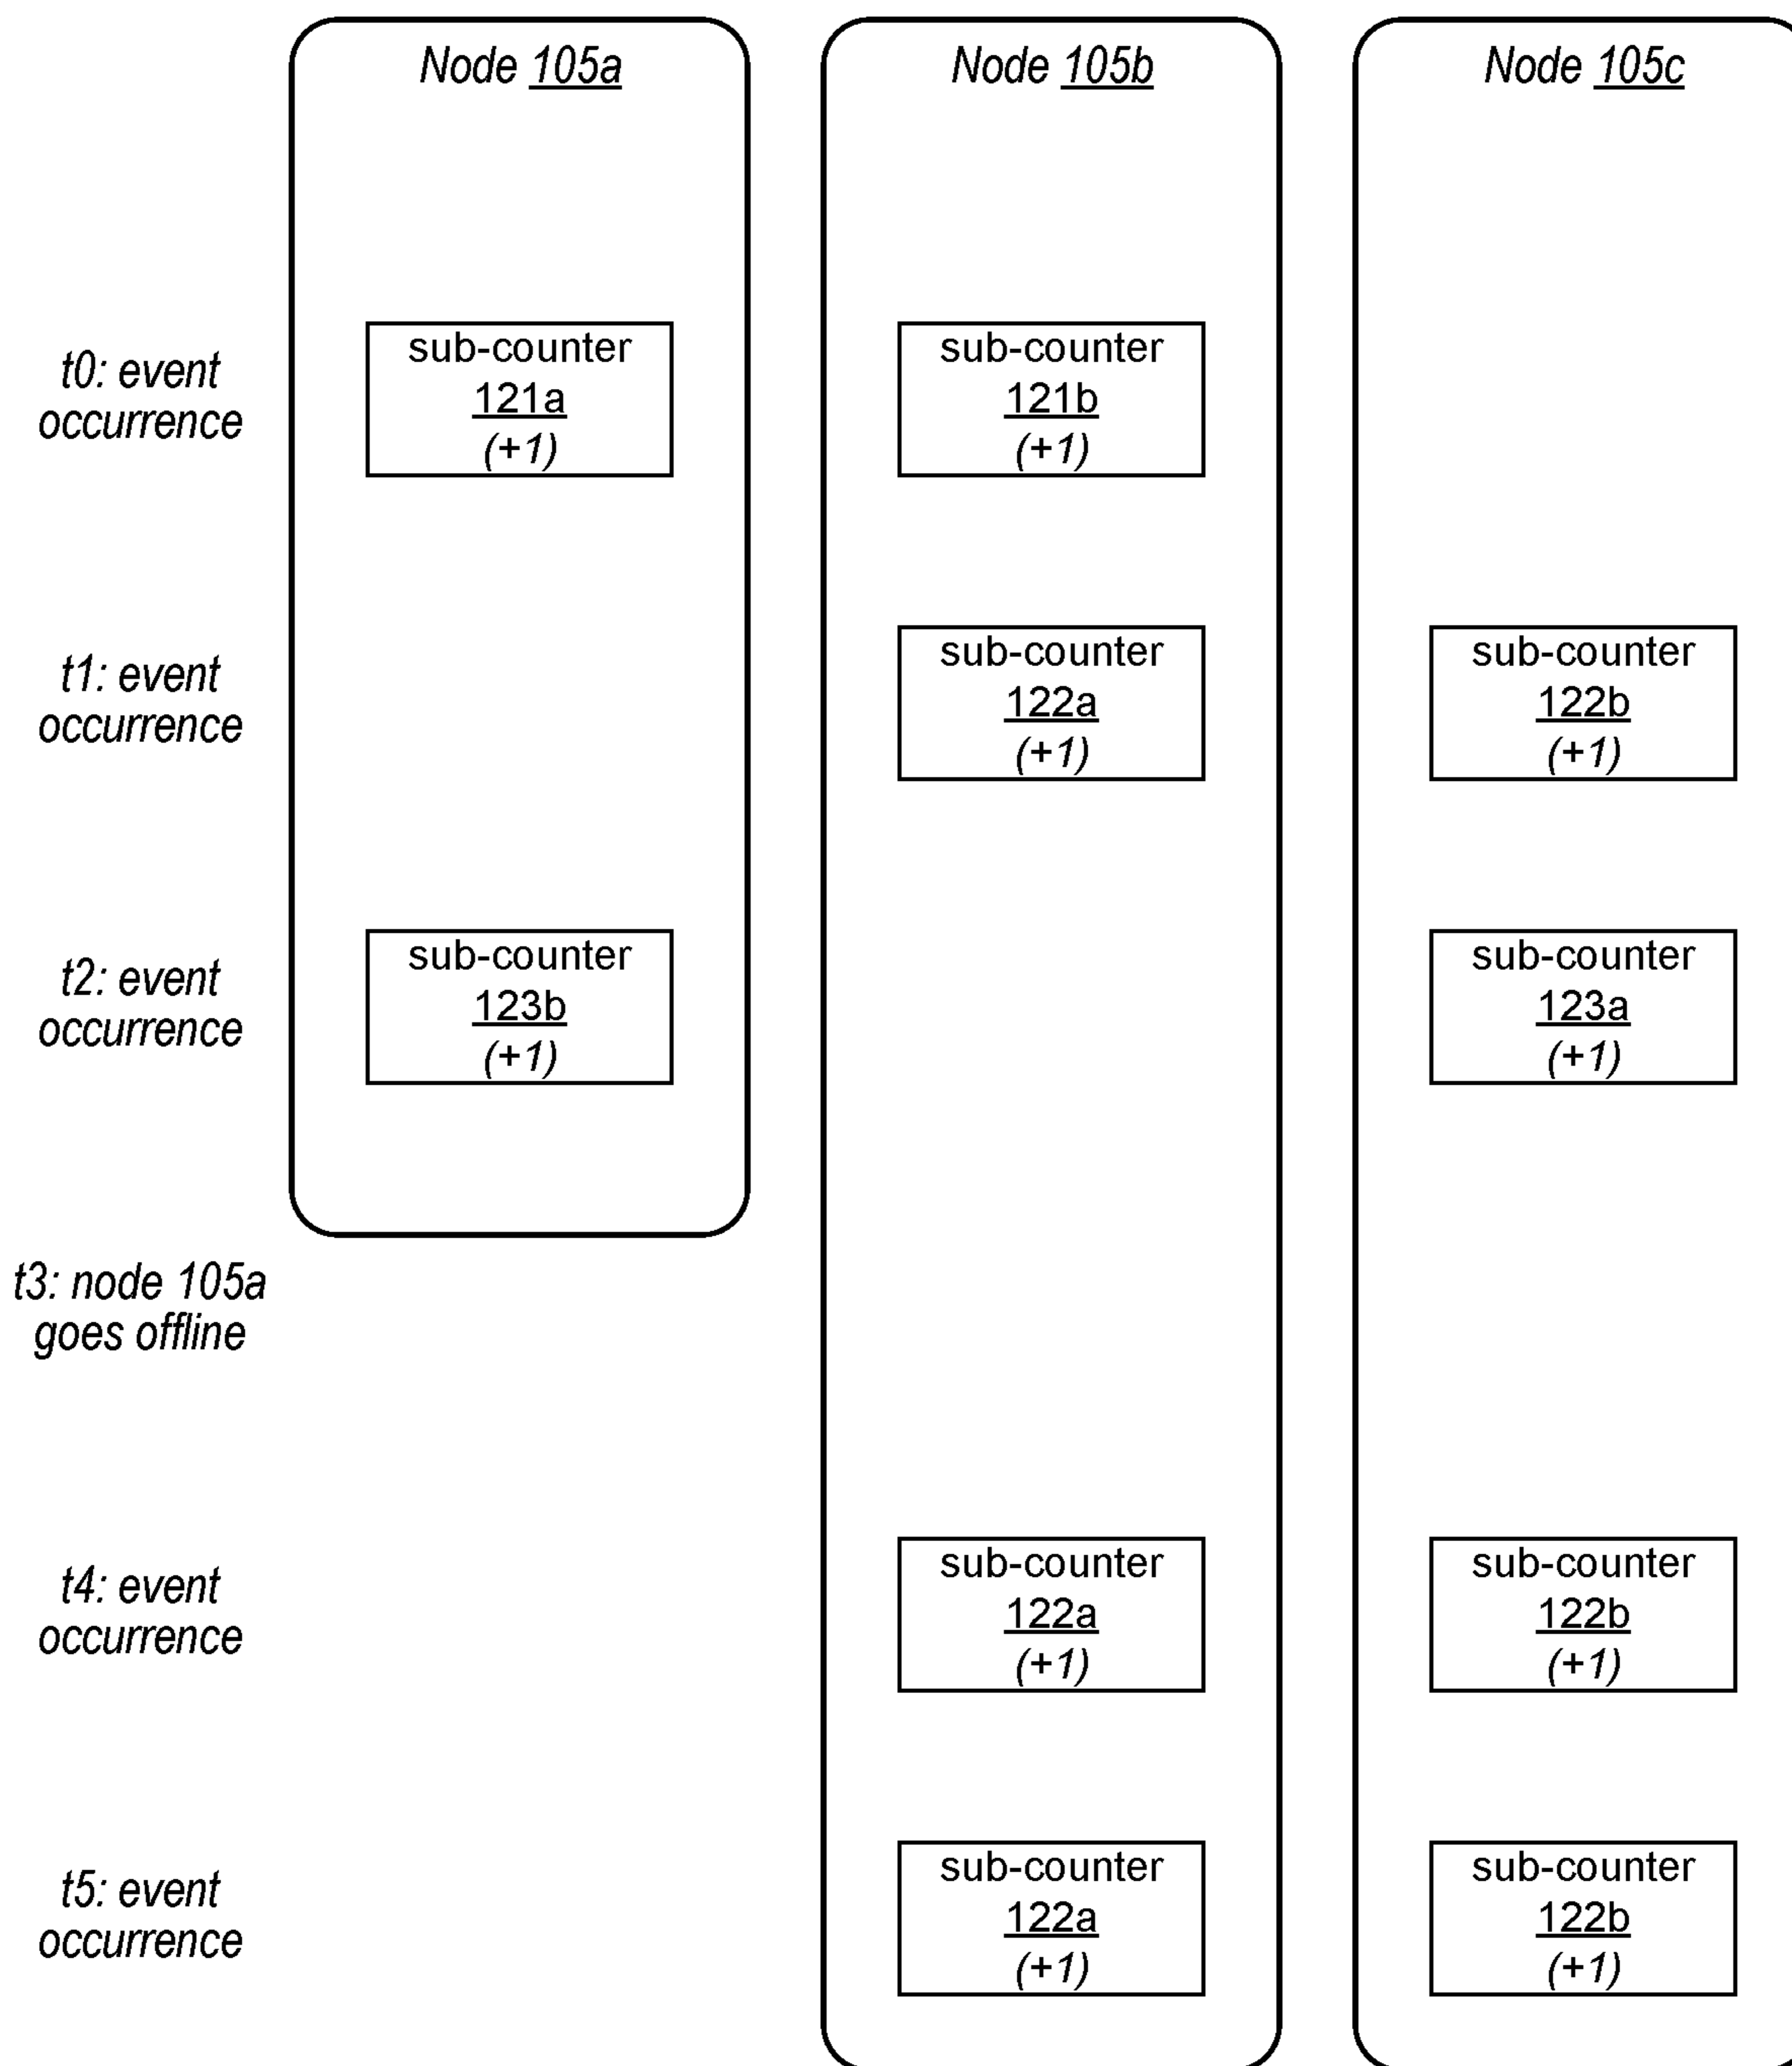 Node 105a
Node 105b
Node 105c
t0: event
occurrence
sub-counter
121a
(+1)
sub-counter
121b
(+1)
t1: event
occurrence
sub-counter
122a
(+1)
sub-counter
122b
(+1)
t2: event
occurrence
sub-counter
123b
(+1)
sub-counter
123a
(+1)
t3: node 105a
goes offline
t4: event
occurrence
sub-counter
122a
(+1)
sub-counter
122b
(+1)
t5: event
occurrence
sub-counter
122a
(+1)
sub-counter
122b
(+1)